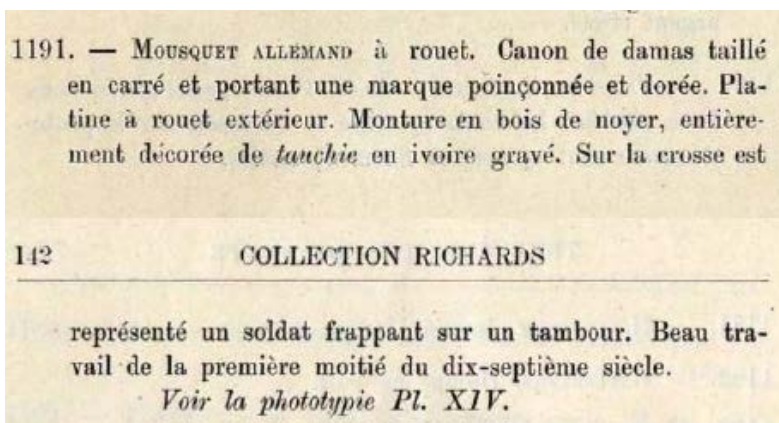 1191. — MOUSQUET ALLEMAND à rouet. Canon de damas taillé
en carré et portant une marque poinçonnée et dorée. Pla-
tine à rouet extérieur. Monture en bois de noyer, entière-
ment décorée de tauchie en ivoire gravé. Sur la crosse est
142 COLLECTION RICHARDS
représenté un soldat frappant sur un tambour. Beau tra-
vail de la première moitié du dix-septième siècle.
Voir la phototypie Pl. XIV.